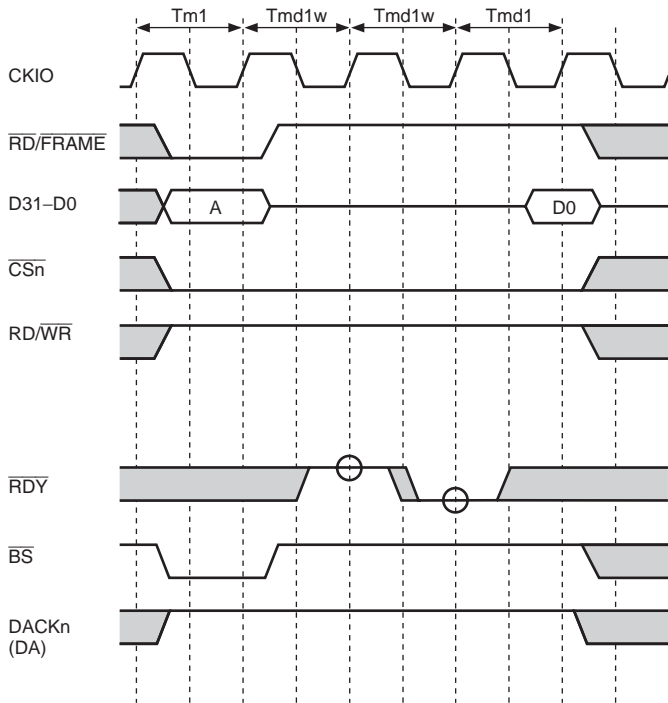 Tm1 Tmd1w Tmd1w Tmd1
CKIO
RD/FRAME
D31–D0 A D0
CSn
RD/WR
RDY
BS
DACKn
(DA)